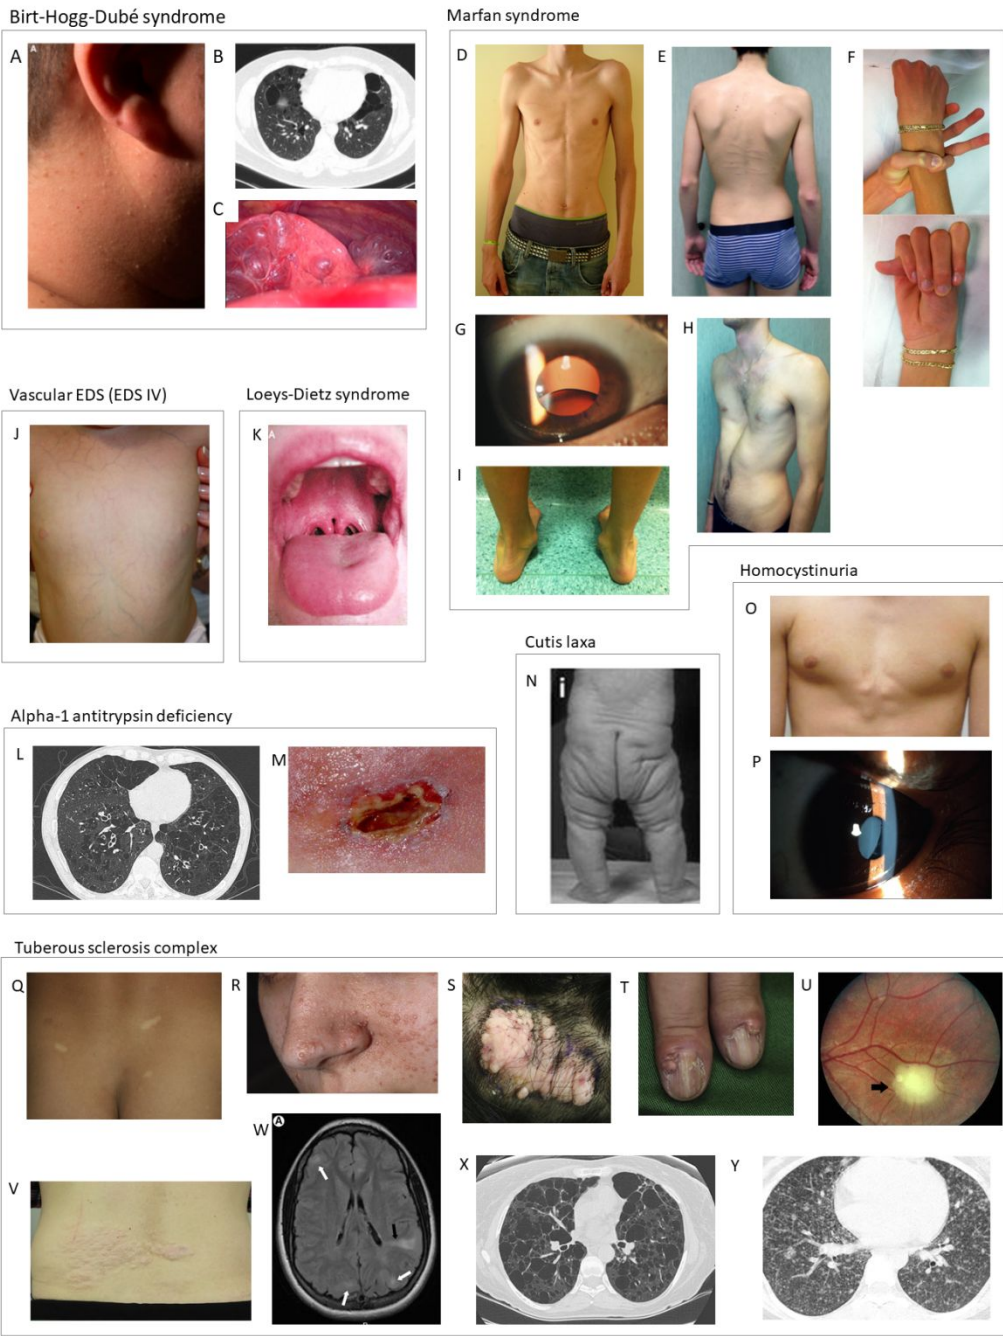 Birt-Hogg-Dubé syndrome
Marfan syndrome
A
A
B
C
D
E
F
G
H
I
Vascular EDS (EDS IV)
Loeys-Dietz syndrome
J
K
A
Homocystinuria
O
P
Cutis laxa
N
i
Alpha-1 antitrypsin deficiency
L
M
Tuberous sclerosis complex
Q
R
S
T
U
V
W
A
X
Y